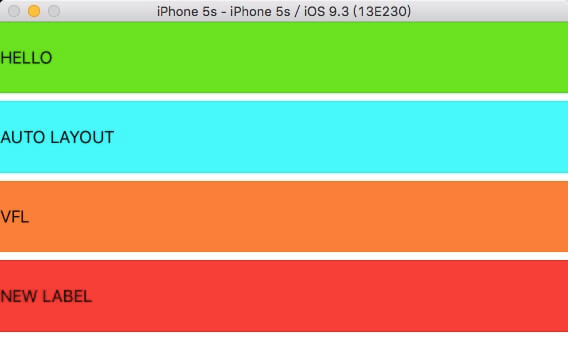 iPhone 5s - iPhone 5s / iOS 9.3 (13E230)
HELLO
AUTO LAYOUT
VFL
NEW LABEL